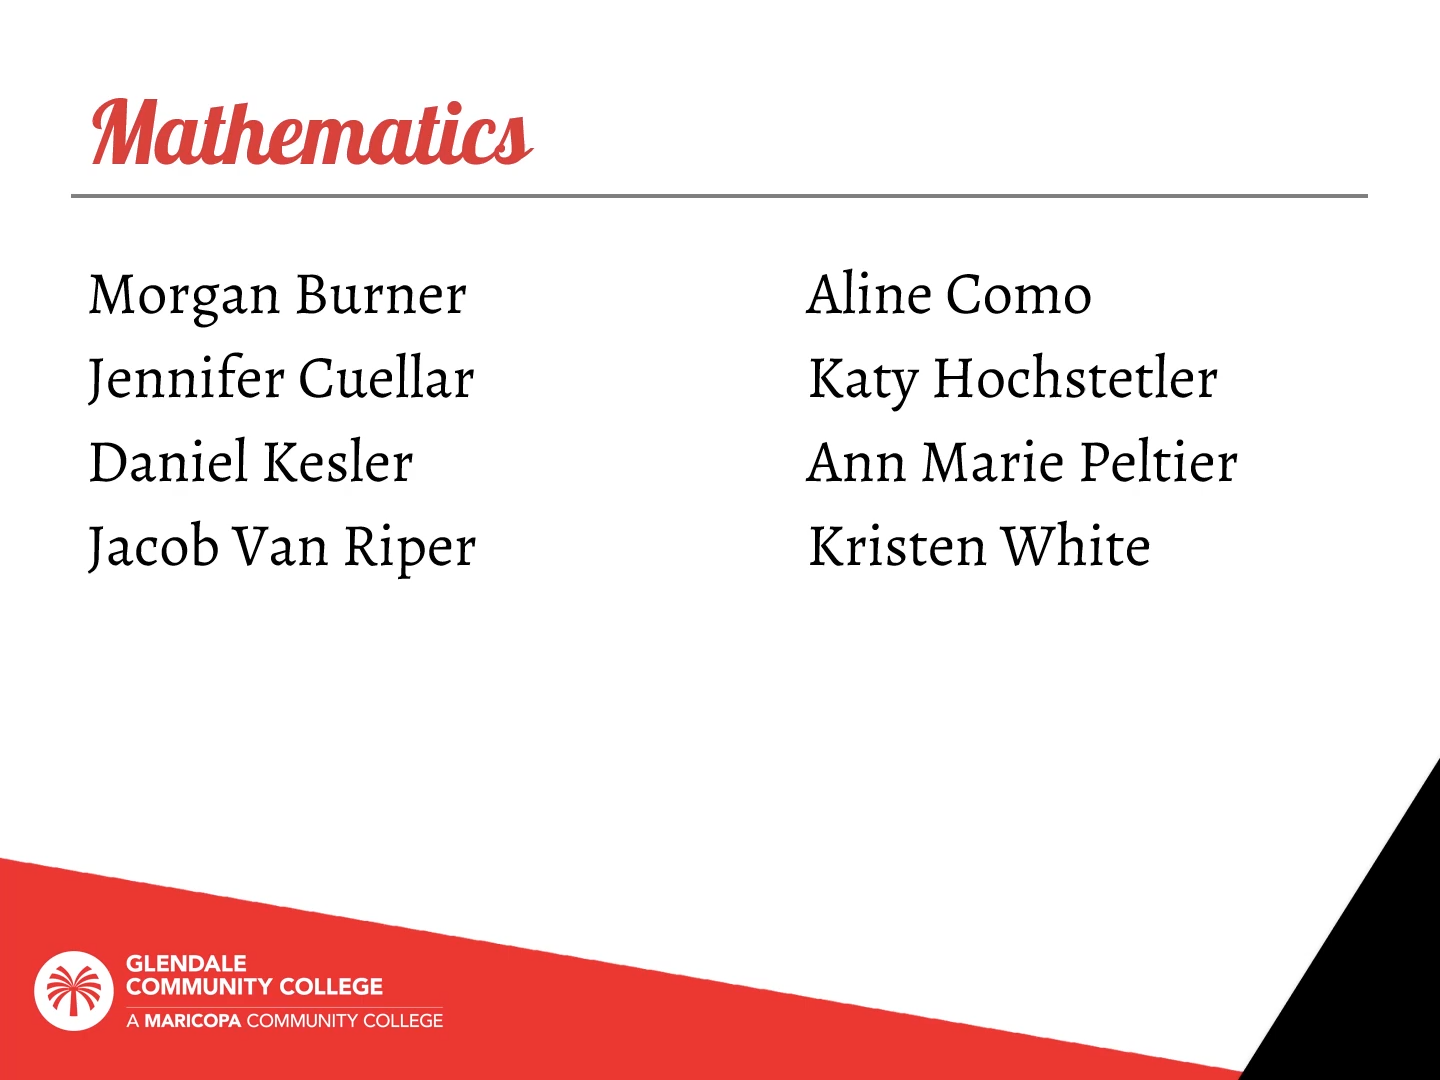 Mathematics
Morgan Burner
Jennifer Cuellar
Daniel Kesler
Jacob Van Riper
Aline Como
Katy Hochstetler
Ann Marie Peltier
Kristen White
GLENDALE
COMMUNITY COLLEGE
A MARICOPA COMMUNITY COLLEGE